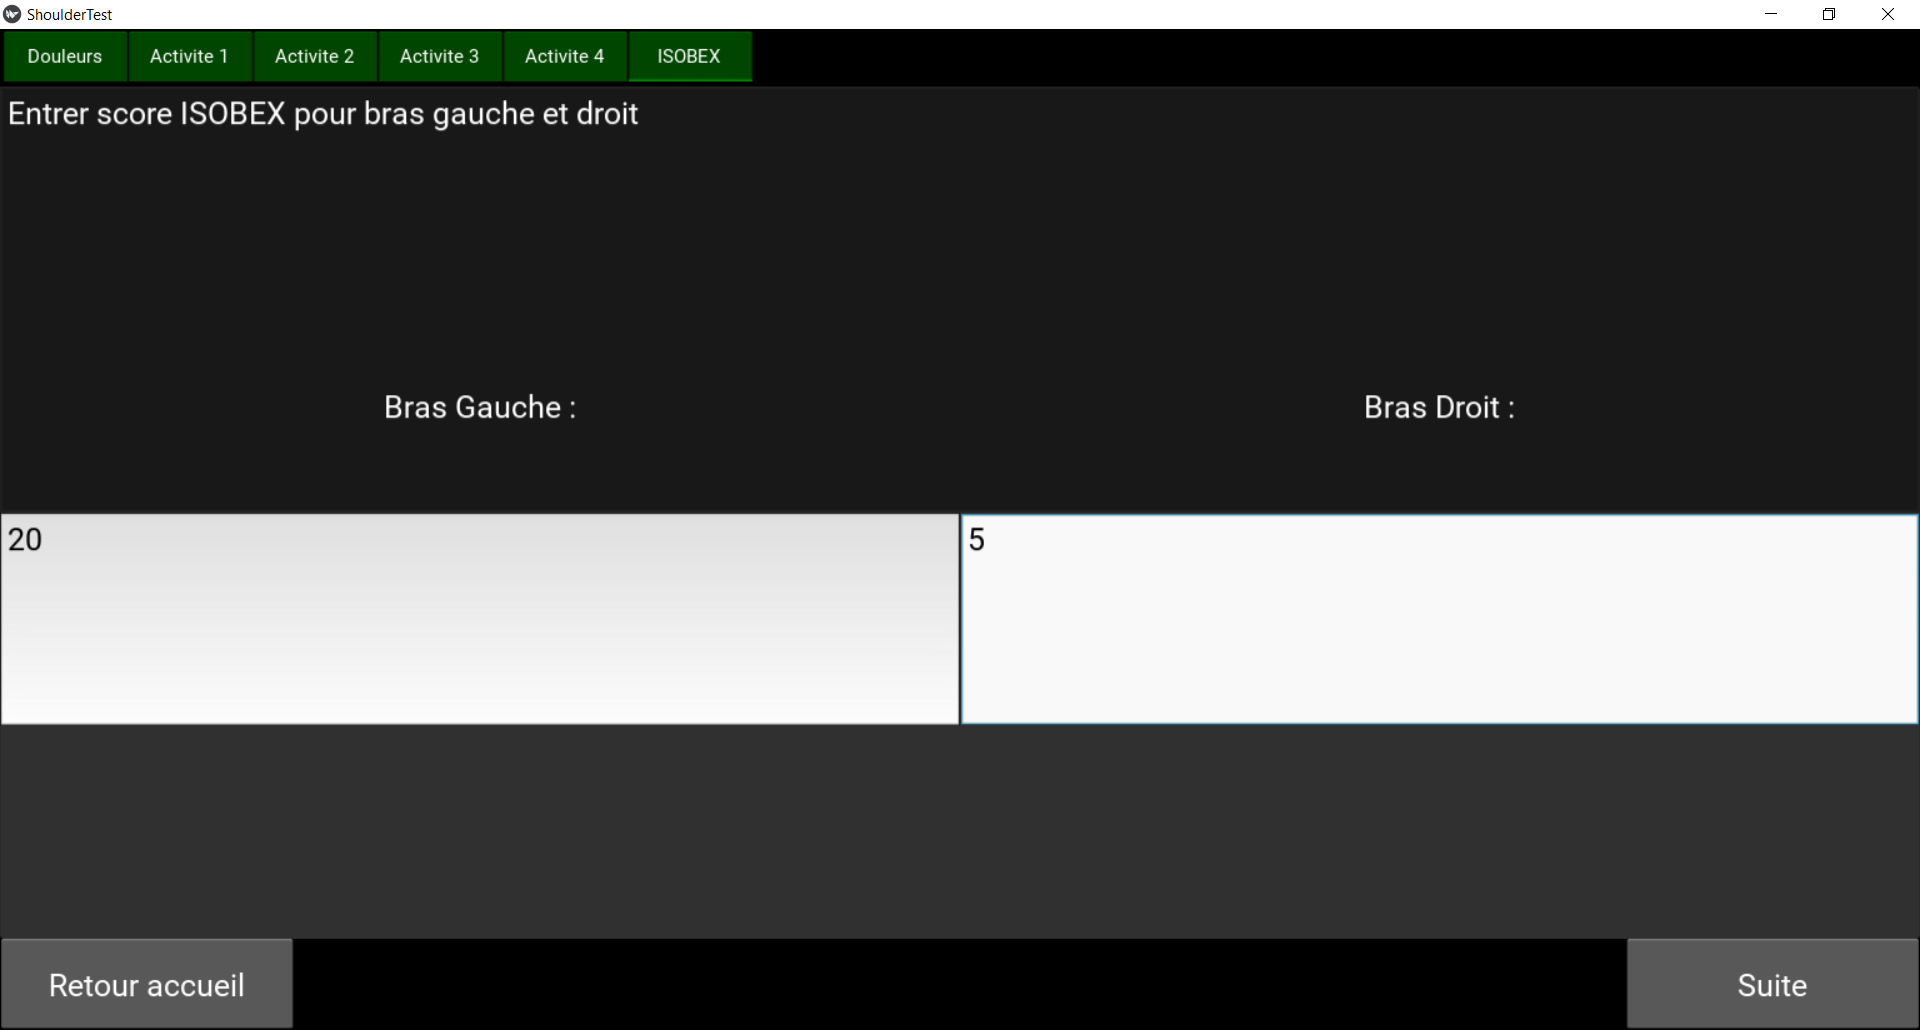 ShoulderTest
Douleurs Activite 1 Activite 2 Activite 3 Activite 4 ISOBEX
Entrer score ISOBEX pour bras gauche et droit
Bras Gauche : Bras Droit :
20 5
Retour accueil Suite